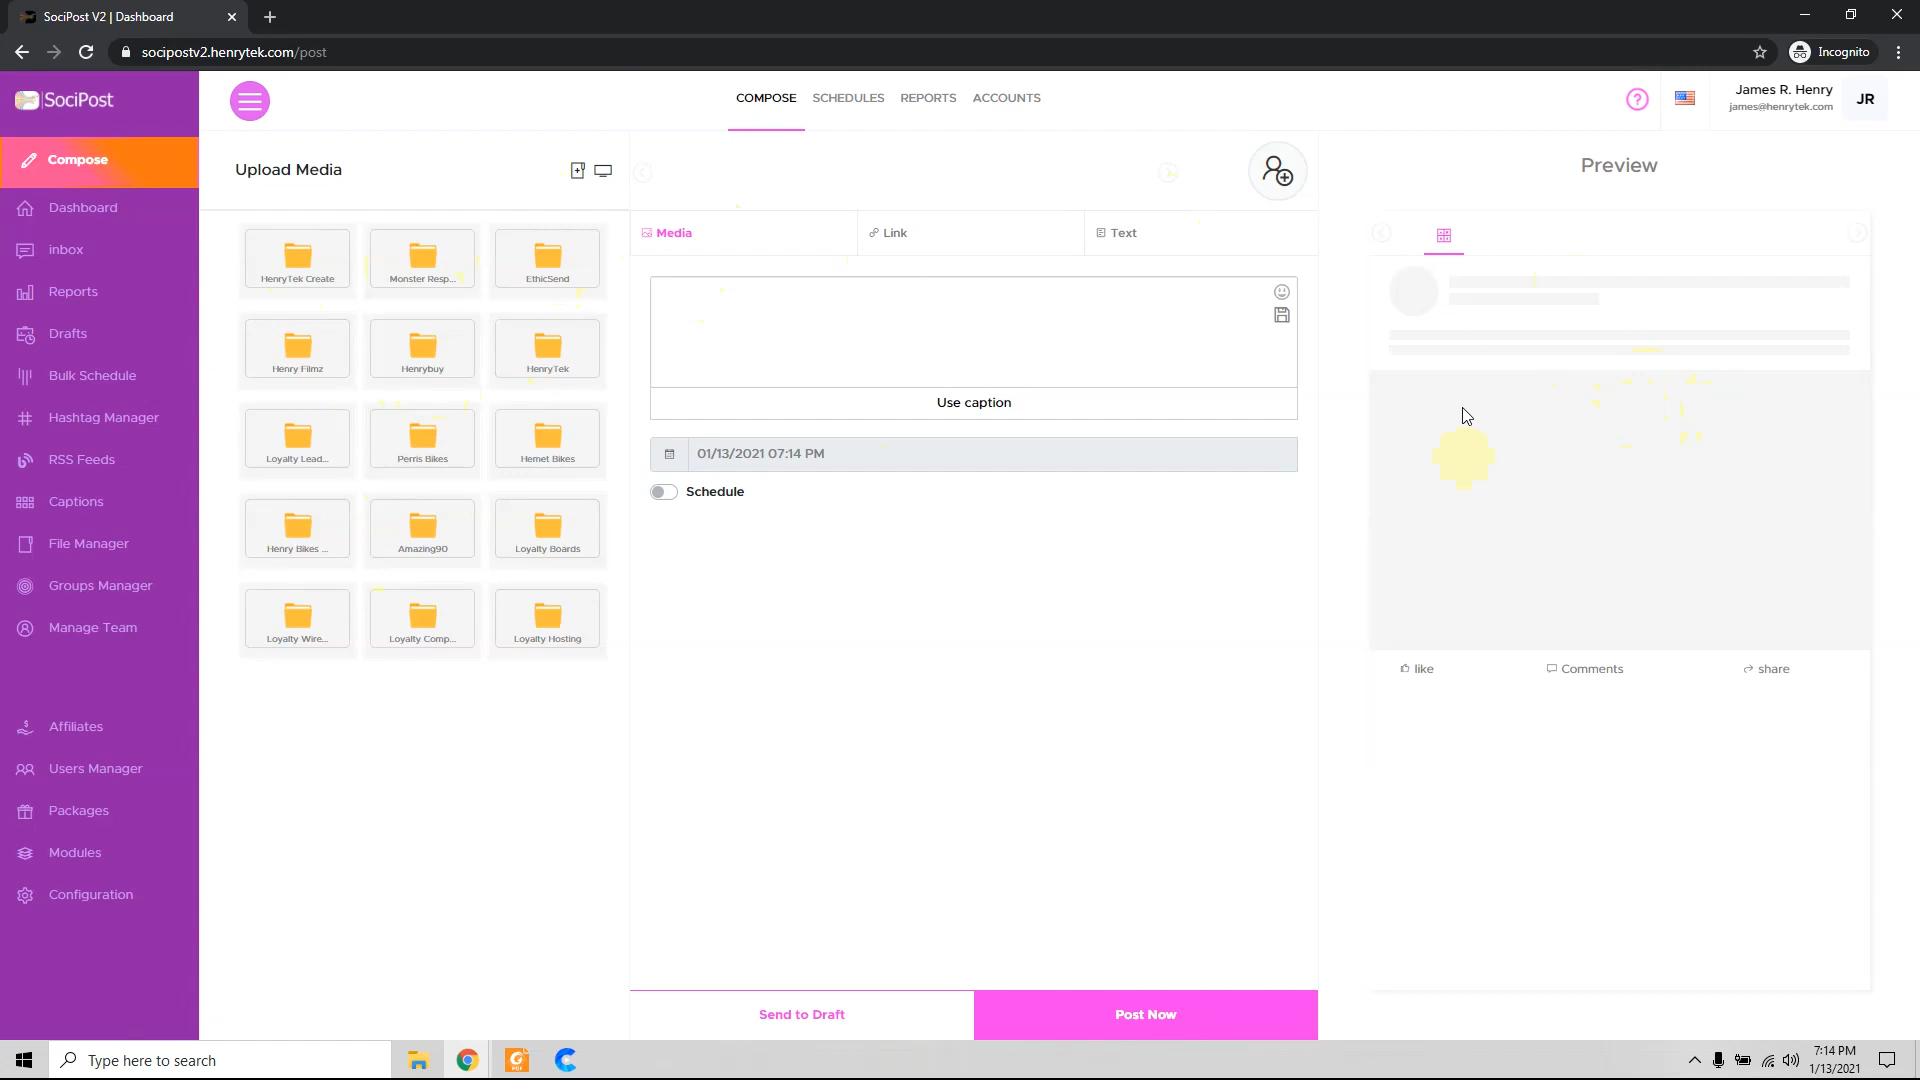 SociPost V2 | Dashboard
socipostv2.henrytek.com/post
Incognito
SociPost
COMPOSE
SCHEDULES
REPORTS
ACCOUNTS
James R. Henry
james@henrytek.com
JR
Compose
Dashboard
inbox
Reports
Drafts
Bulk Schedule
Hashtag Manager
RSS Feeds
Captions
File Manager
Groups Manager
Manage Team
Affiliates
Users Manager
Packages
Modules
Configuration
Upload Media
HenryTek Create
Monster Resp...
EthicSend
Henry Filmz
Henrybuy
HenryTek
Loyalty Lead...
Perris Bikes
Hemet Bikes
Henry Bikes ...
Amazing90
Loyalty Boards
Loyalty Wire...
Loyalty Comp...
Loyalty Hosting
Media
Link
Text
Use caption
01/13/2021 07:14 PM
Schedule
Send to Draft
Post Now
Preview
like
Comments
share
Type here to search
7:14 PM
1/13/2021